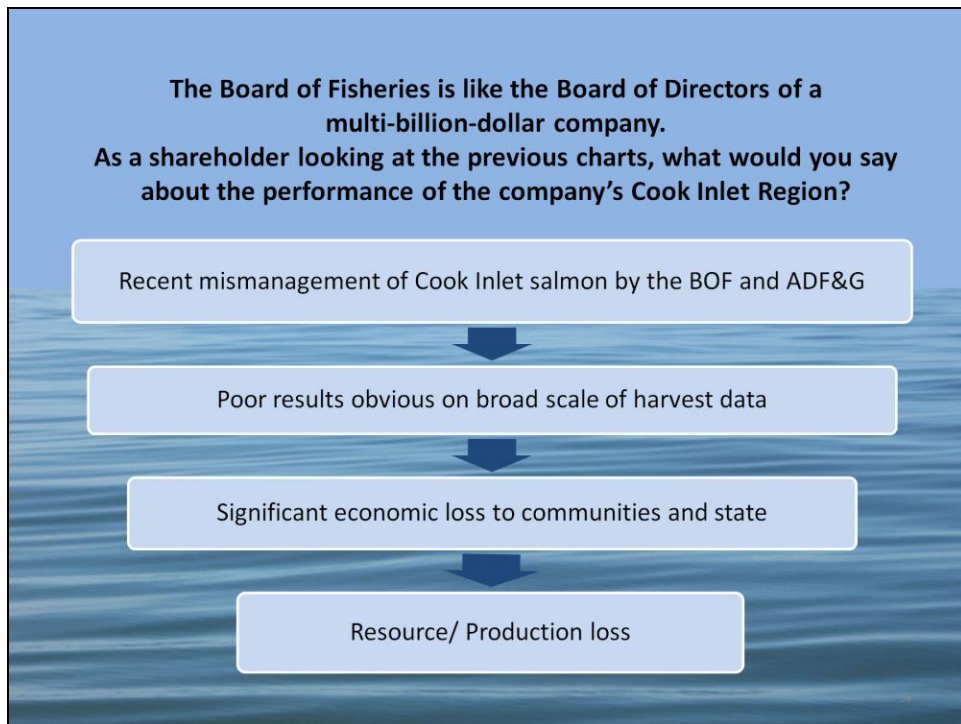 The Board of Fisheries is like the Board of Directors of a
multi-billion-dollar company.
As a shareholder looking at the previous charts, what would you say
about the performance of the company’s Cook Inlet Region?
Recent mismanagement of Cook Inlet salmon by the BOF and ADF&G
Poor results obvious on broad scale of harvest data
Significant economic loss to communities and state
Resource/ Production loss